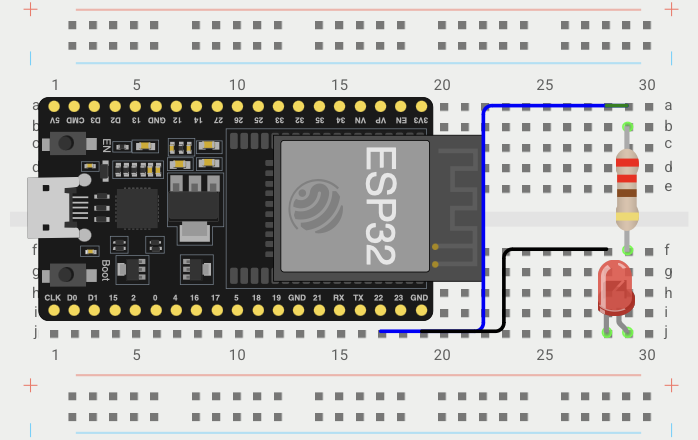 + +
1 5 10 15 20 25 30
a a
5V CMD D3 D2 13 GND 12 14 27 26 25 33 32 35 34 VN VP EN 3V3
b b
c EN c
d d
e
ESP32
f f
g Boot g
h h
CLK D0 D1 15 2 0 4 16 17 5 18 19 GND 21 RX TX 22 23 GND
i i
j j
1 5 10 15 20 25 30
+ +